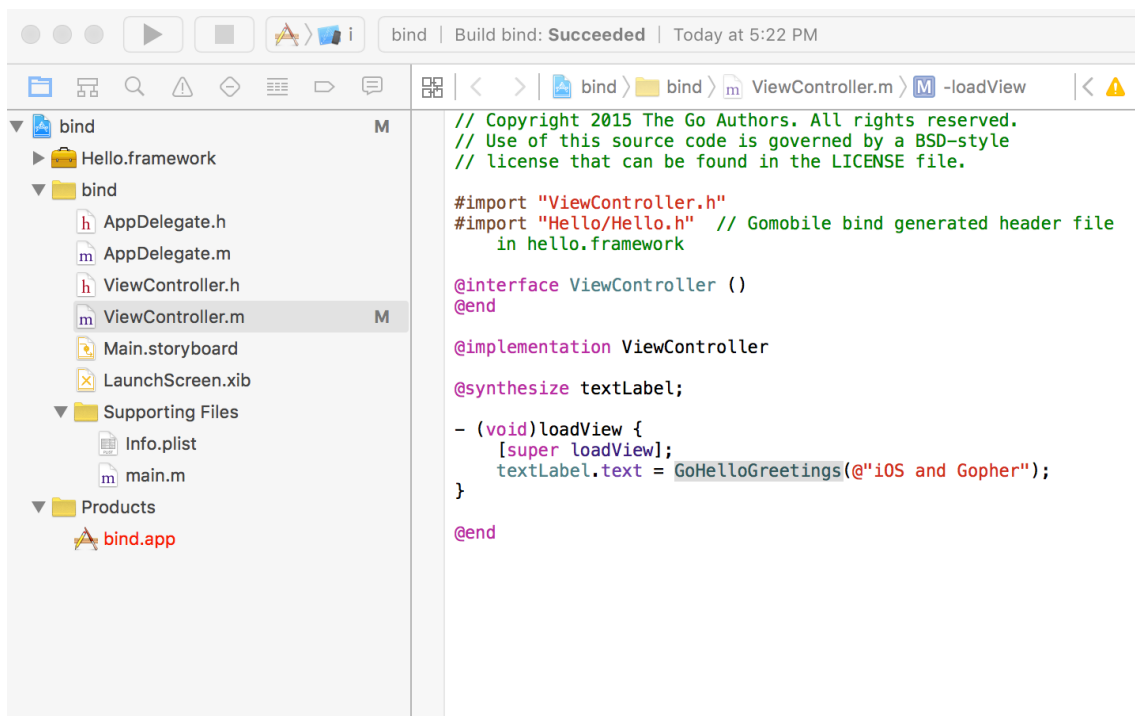 i
bind | Build bind: Succeeded | Today at 5:22 PM
bind bind m ViewController.m M -loadView
bind M
Hello.framework
bind
h AppDelegate.h
m AppDelegate.m
h ViewController.h
m ViewController.m M
Main.storyboard
LaunchScreen.xib
Supporting Files
Info.plist
m main.m
Products
bind.app
// Copyright 2015 The Go Authors. All rights reserved.
// Use of this source code is governed by a BSD-style
// license that can be found in the LICENSE file.
#import "ViewController.h"
#import "Hello/Hello.h"  // Gomobile bind generated header file
in hello.framework
@interface ViewController ()
@end
@implementation ViewController
@synthesize textLabel;
- (void)loadView {
[super loadView];
textLabel.text = GoHelloGreetings(@"iOS and Gopher");
}
@end